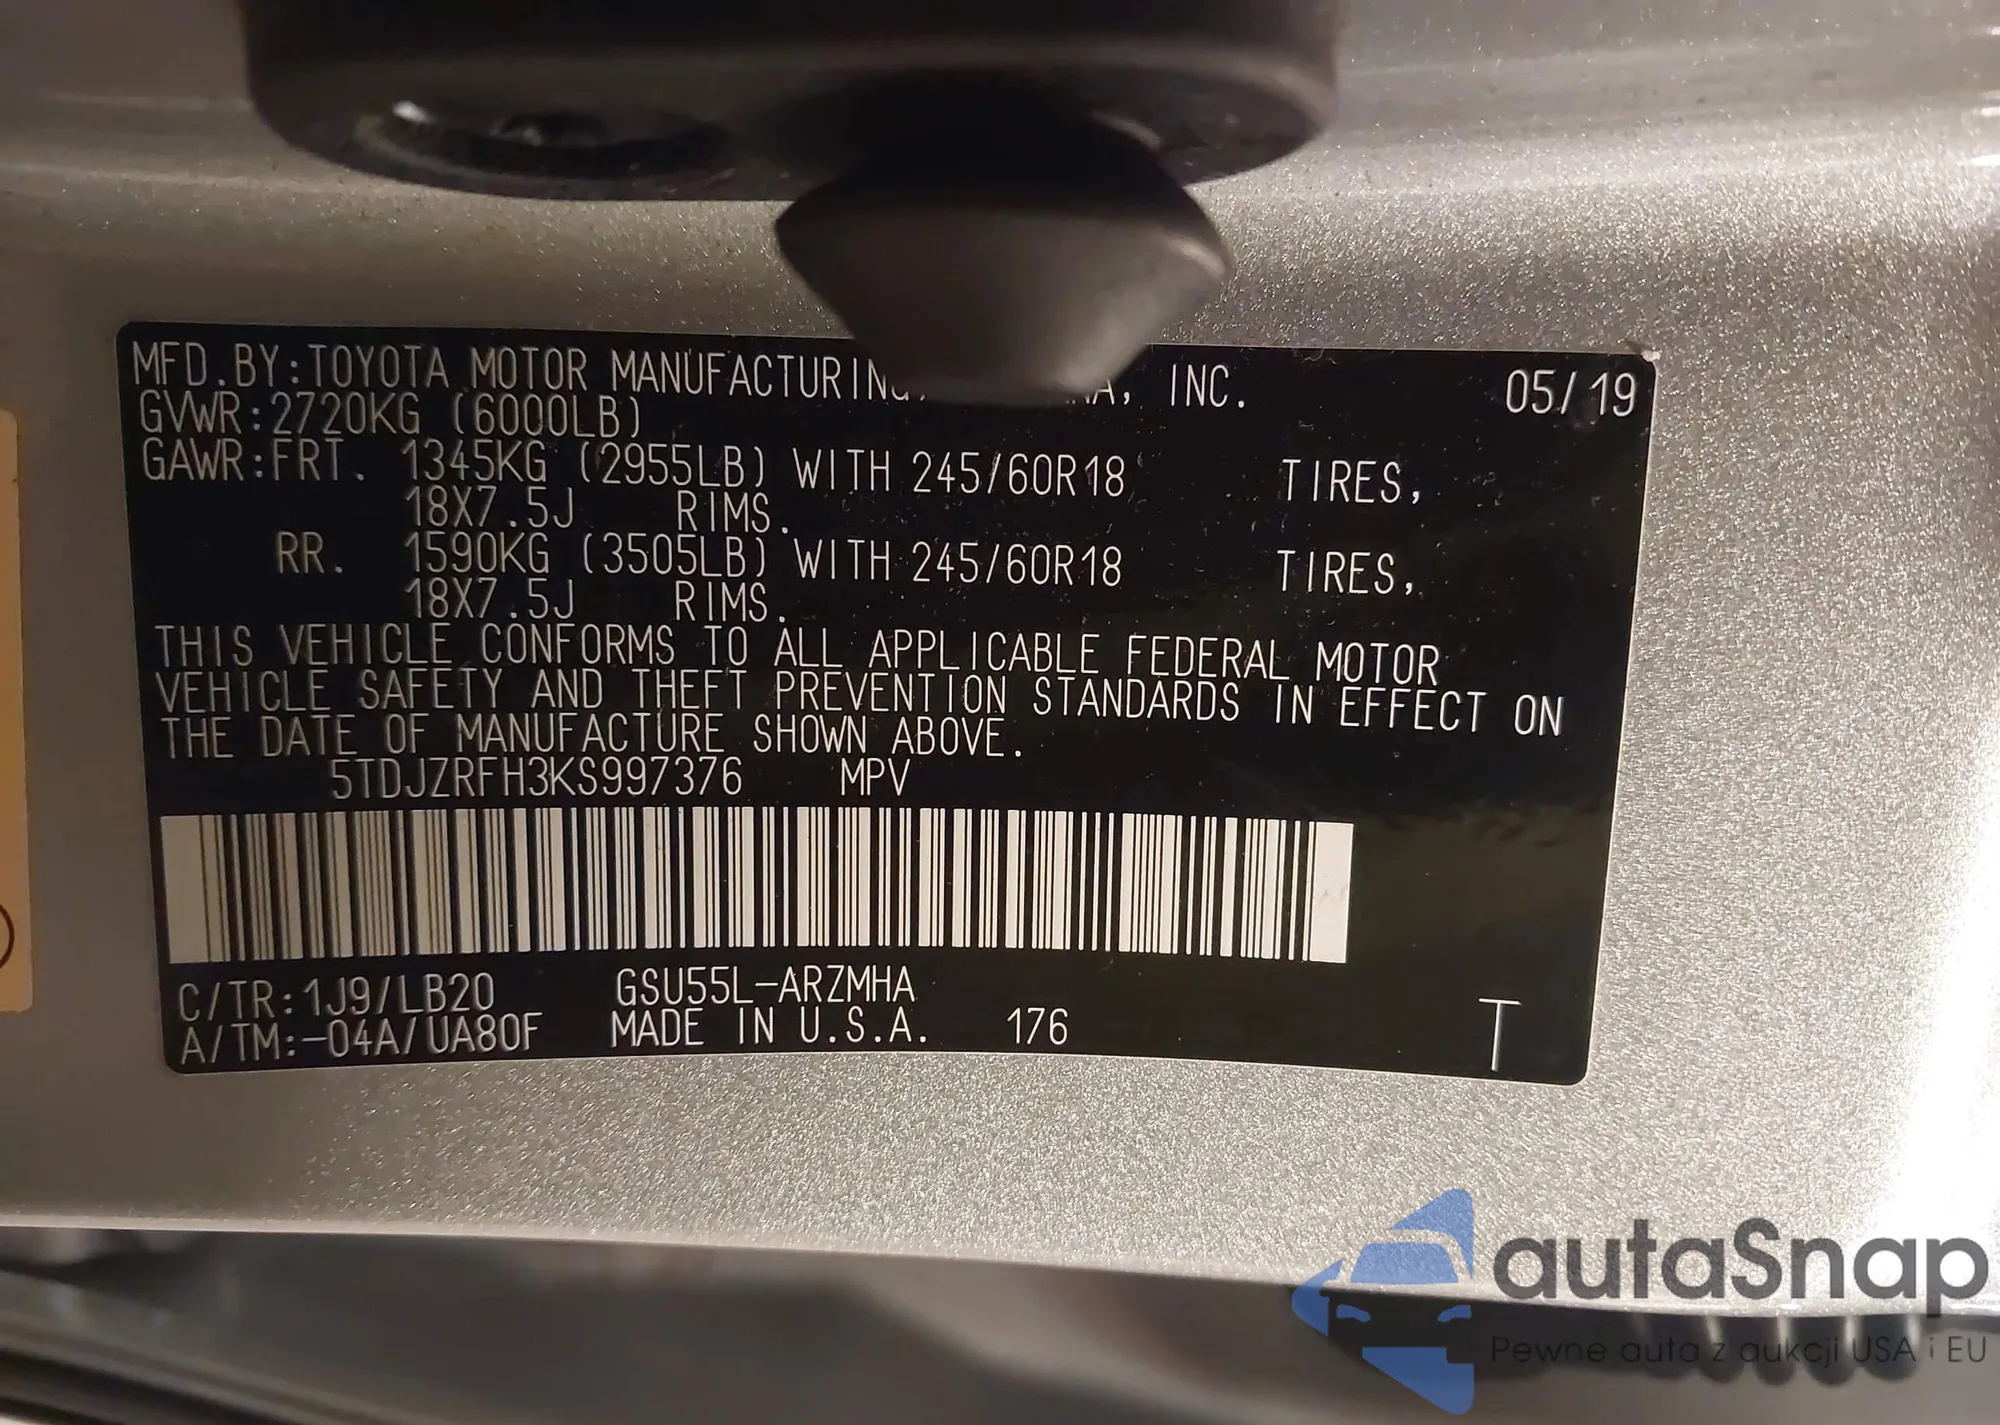 MFD.BY:TOYOTA MOTOR MANUFACTURING, INC. 05/19
GVWR:2720KG (6000LB)
GAWR:FRT. 1345KG (2955LB) WITH 245/60R18 TIRES,
18X7.5J RIMS.
RR. 1590KG (3505LB) WITH 245/60R18 TIRES,
18X7.5J RIMS.
THIS VEHICLE CONFORMS TO ALL APPLICABLE FEDERAL MOTOR
VEHICLE SAFETY AND THEFT PREVENTION STANDARDS IN EFFECT ON
THE DATE OF MANUFACTURE SHOWN ABOVE.
5TDJZRFH3KS997376 MPV
C/TR:1J9/LB20 GSU55L-ARZMHA
A/TM:-04A/UA80F MADE IN U.S.A. 176 T
autaSnap
Pewne auta z aukcji USA i EU